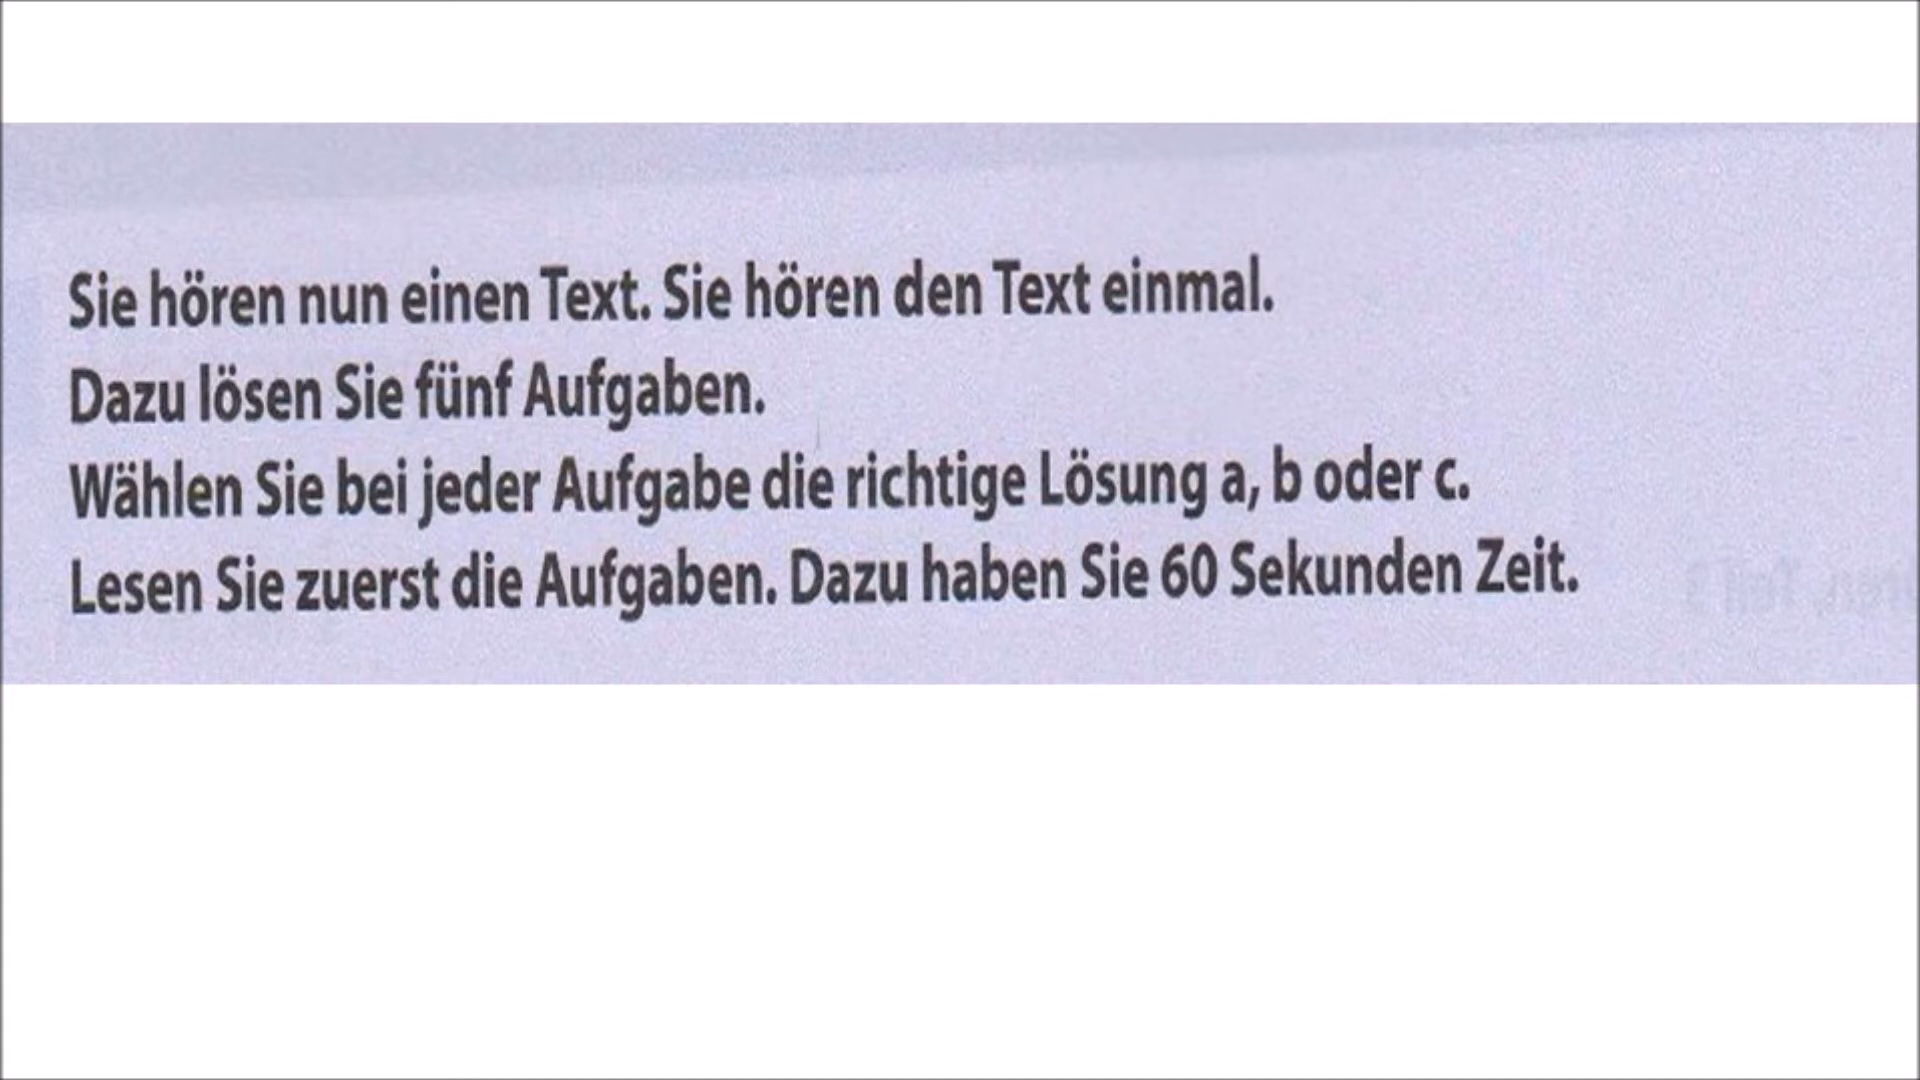 Sie hören nun einen Text. Sie hören den Text einmal.
Dazu lösen Sie fünf Aufgaben.
Wählen Sie bei jeder Aufgabe die richtige Lösung a, b oder c.
Lesen Sie zuerst die Aufgaben. Dazu haben Sie 60 Sekunden Zeit.